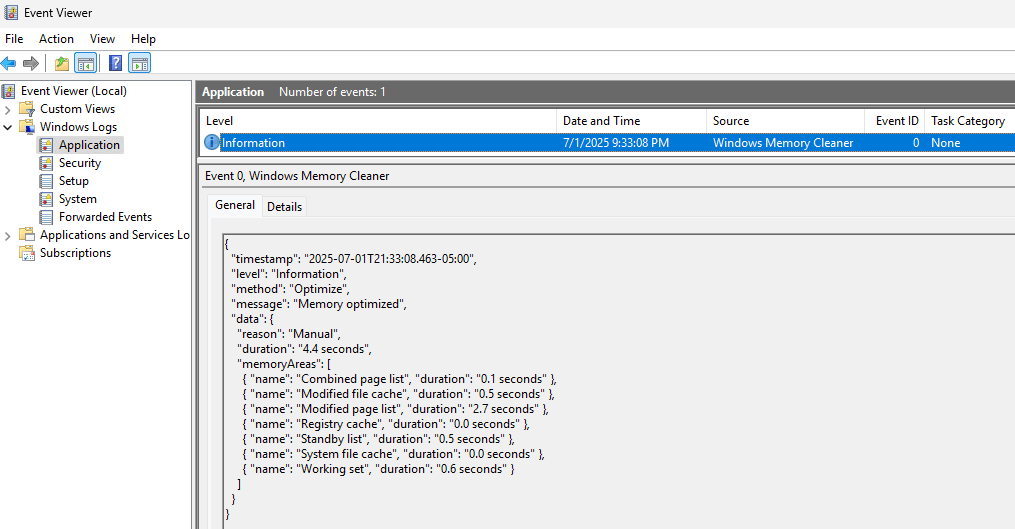 Event Viewer
File Action View Help
Event Viewer (Local)
Custom Views
Windows Logs
Application
Security
Setup
System
Forwarded Events
Applications and Services Lo
Subscriptions
Application Number of events: 1
Level Date and Time Source Event ID Task Category
Information 7/1/2025 9:33:08 PM Windows Memory Cleaner 0 None
Event 0, Windows Memory Cleaner
General Details
{
"timestamp": "2025-07-01T21:33:08.463-05:00",
"level": "Information",
"method": "Optimize",
"message": "Memory optimized",
"data": {
"reason": "Manual",
"duration": "4.4 seconds",
"memoryAreas": [
{ "name": "Combined page list", "duration": "0.1 seconds" },
{ "name": "Modified file cache", "duration": "0.5 seconds" },
{ "name": "Modified page list", "duration": "2.7 seconds" },
{ "name": "Registry cache", "duration": "0.0 seconds" },
{ "name": "Standby list", "duration": "0.5 seconds" },
{ "name": "System file cache", "duration": "0.0 seconds" },
{ "name": "Working set", "duration": "0.6 seconds" }
]
}
}